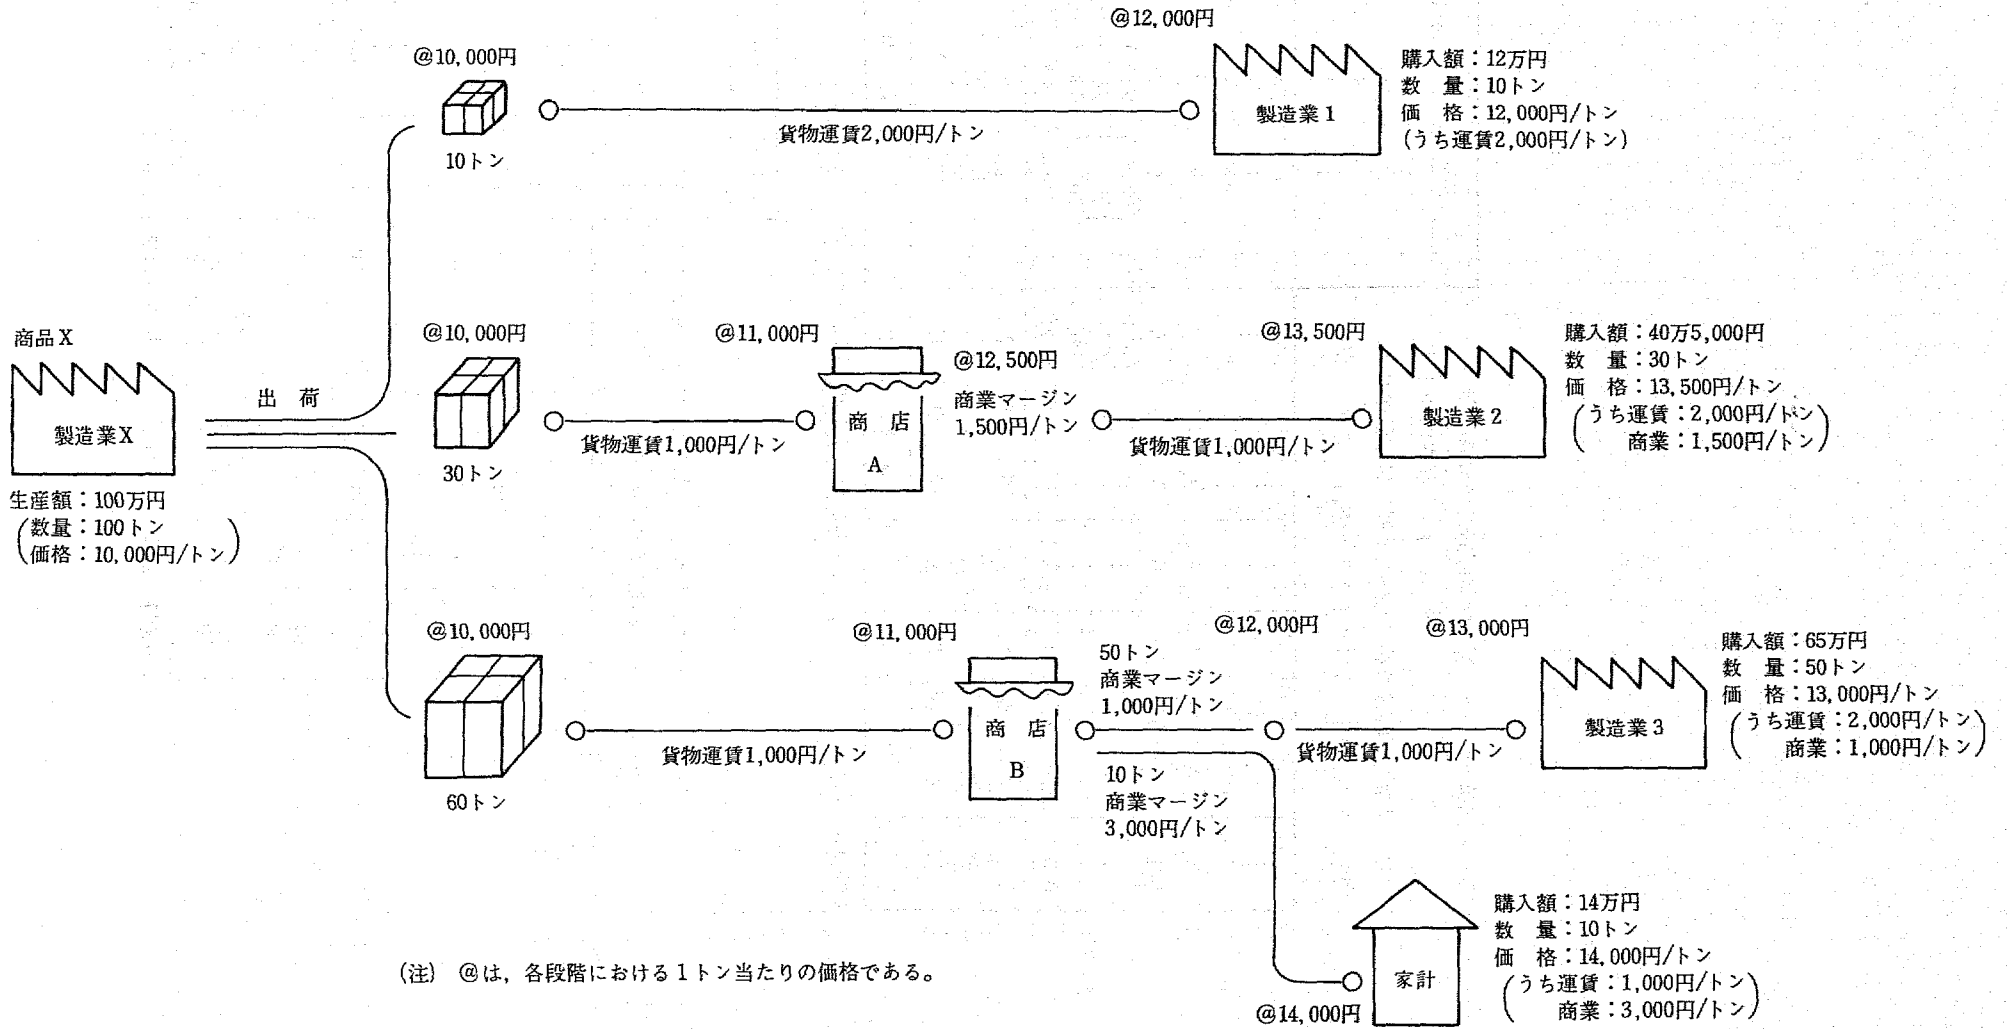 @12,000円
@10,000円
製造業1
購入額：12万円
数　量：10トン
価　格：12,000円/トン
(うち運賃2,000円/トン)
貨物運賃2,000円/トン
10トン
商品X
製造業X
生産額：100万円
(数量：100トン
価格：10,000円/トン)
出　荷
@10,000円
30トン
貨物運賃1,000円/トン
@11,000円
商　店
A
@12,500円
商業マージン
1,500円/トン
貨物運賃1,000円/トン
@13,500円
製造業2
購入額：40万5,000円
数　量：30トン
価　格：13,500円/トン
(うち運賃：2,000円/トン
商業：1,500円/トン)
@10,000円
60トン
貨物運賃1,000円/トン
@11,000円
商　店
B
50トン
商業マージン
1,000円/トン
10トン
商業マージン
3,000円/トン
@12,000円
貨物運賃1,000円/トン
@13,000円
製造業3
購入額：65万円
数　量：50トン
価　格：13,000円/トン
(うち運賃：2,000円/トン
商業：1,000円/トン)
@14,000円
家計
購入額：14万円
数　量：10トン
価　格：14,000円/トン
(うち運賃：1,000円/トン
商業：3,000円/トン)
(注)　@は，各段階における1トン当たりの価格である。